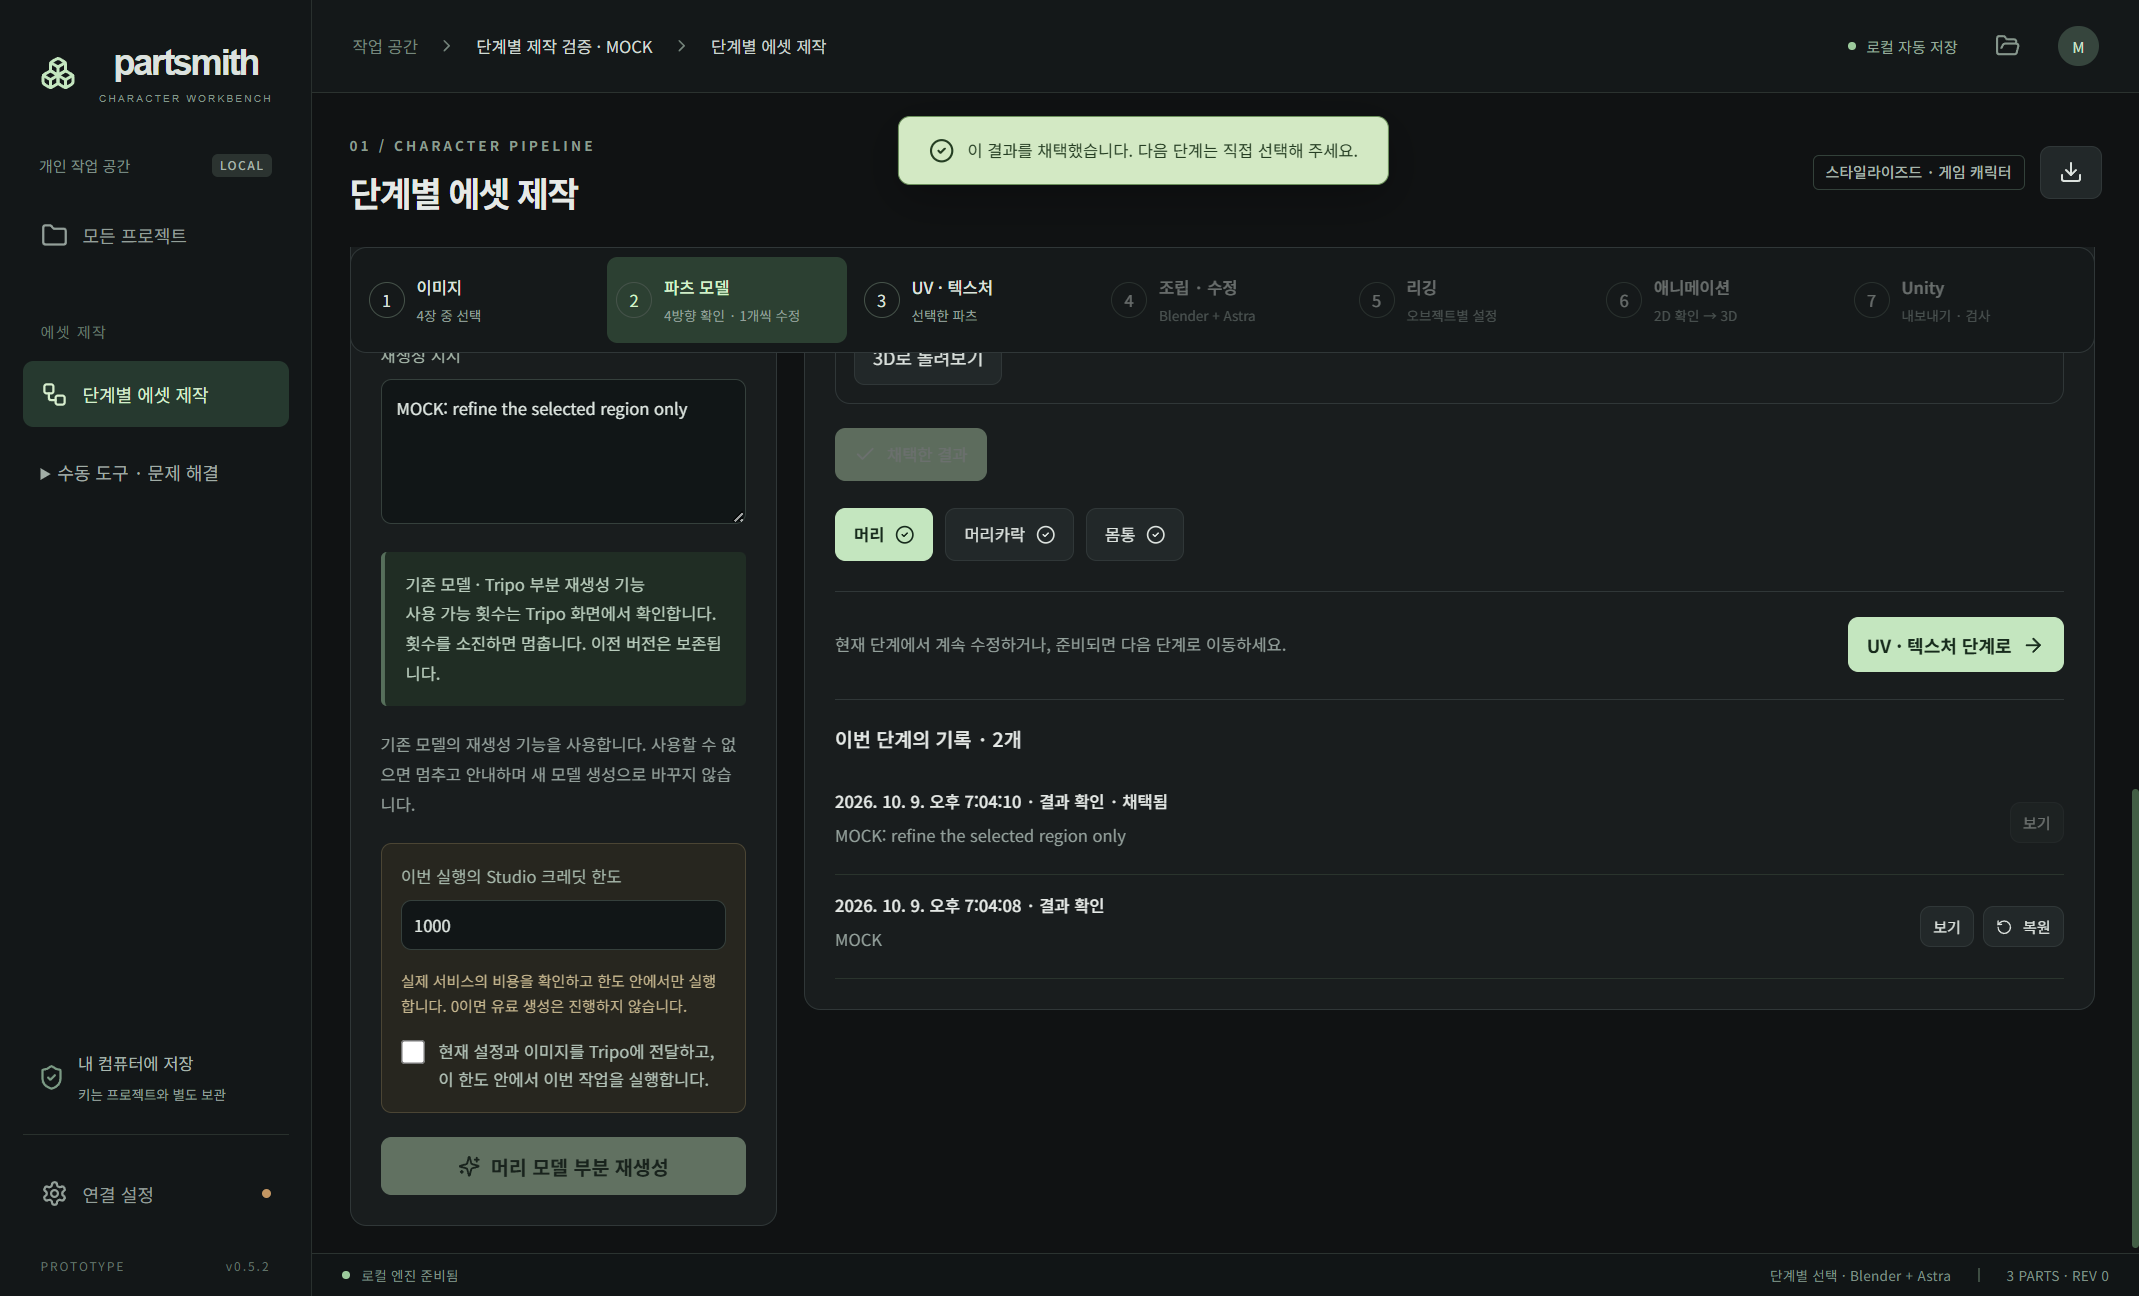 partsmith
CHARACTER WORKBENCH
개인 작업 공간
LOCAL
모든 프로젝트
에셋 제작
단계별 에셋 제작
수동 도구 · 문제 해결
내 컴퓨터에 저장
키는 프로젝트와 별도 보관
연결 설정
PROTOTYPE
v0.5.2
작업 공간
단계별 제작 검증 · MOCK
단계별 에셋 제작
로컬 자동 저장
M
01 / CHARACTER PIPELINE
단계별 에셋 제작
이 결과를 채택했습니다. 다음 단계는 직접 선택해 주세요.
스타일라이즈드 · 게임 캐릭터
1
이미지
4장 중 선택
2
파츠 모델
4방향 확인 · 1개씩 수정
3
UV · 텍스처
선택한 파츠
4
조립 · 수정
Blender + Astra
5
리깅
오브젝트별 설정
6
애니메이션
2D 확인 → 3D
7
Unity
내보내기 · 검사
재생성 지시
MOCK: refine the selected region only
기존 모델 · Tripo 부분 재생성 기능
사용 가능 횟수는 Tripo 화면에서 확인합니다.
횟수를 소진하면 멈춥니다. 이전 버전은 보존됩
니다.
기존 모델의 재생성 기능을 사용합니다. 사용할 수 없
으면 멈추고 안내하며 새 모델 생성으로 바꾸지 않습
니다.
이번 실행의 Studio 크레딧 한도
1000
실제 서비스의 비용을 확인하고 한도 안에서만 실행
합니다. 0이면 유료 생성은 진행하지 않습니다.
현재 설정과 이미지를 Tripo에 전달하고,
이 한도 안에서 이번 작업을 실행합니다.
머리 모델 부분 재생성
3D로 돌려보기
채택한 결과
머리
머리카락
몸통
현재 단계에서 계속 수정하거나, 준비되면 다음 단계로 이동하세요.
UV · 텍스처 단계로
이번 단계의 기록 · 2개
2026. 10. 9. 오후 7:04:10 · 결과 확인 · 채택됨
MOCK: refine the selected region only
보기
2026. 10. 9. 오후 7:04:08 · 결과 확인
MOCK
보기
복원
로컬 엔진 준비됨
단계별 선택 · Blender + Astra
3 PARTS · REV 0